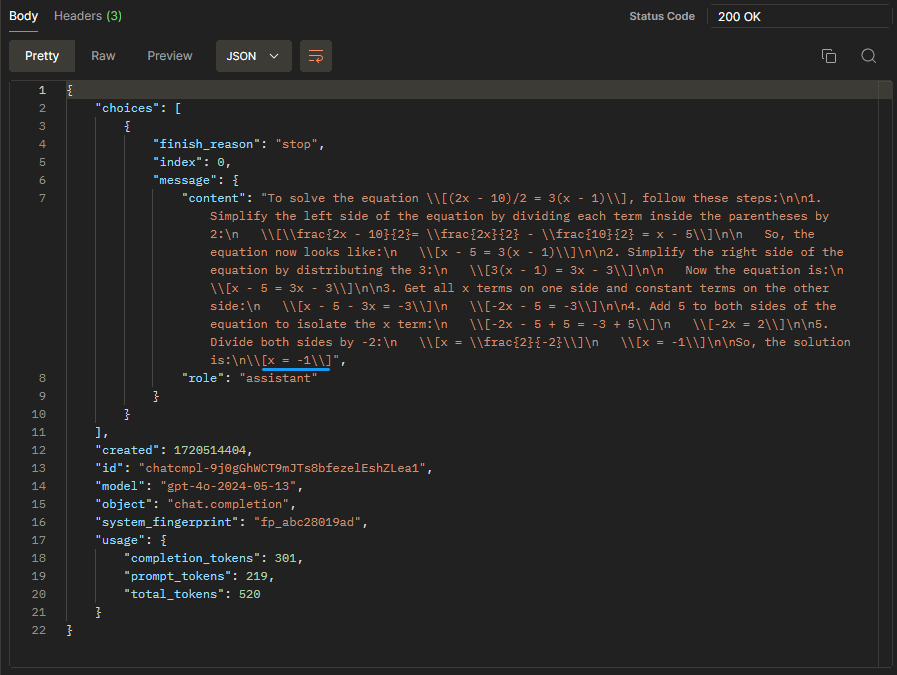 Body Headers (3) Status Code 200 OK
Pretty Raw Preview JSON
1 {
2 "choices": [
3 {
4 "finish_reason": "stop",
5 "index": 0,
6 "message": {
7 "content": "To solve the equation \\[(2x - 10)/2 = 3(x - 1)\\], follow these steps:\n\n1.
Simplify the left side of the equation by dividing each term inside the parentheses by
2:\n   \\[\\frac{2x - 10}{2}= \\frac{2x}{2} - \\frac{10}{2} = x - 5\\]\n\n   So, the
equation now looks like:\n   \\[x - 5 = 3(x - 1)\\]\n\n2. Simplify the right side of the
equation by distributing the 3:\n   \\[3(x - 1) = 3x - 3\\]\n\n   Now the equation is:\n
\\[x - 5 = 3x - 3\\]\n\n3. Get all x terms on one side and constant terms on the other
side:\n   \\[x - 5 - 3x = -3\\]\n   \\[-2x - 5 = -3\\]\n\n4. Add 5 to both sides of the
equation to isolate the x term:\n   \\[-2x - 5 + 5 = -3 + 5\\]\n   \\[-2x = 2\\]\n\n5.
Divide both sides by -2:\n   \\[x = \\frac{2}{-2}\\]\n   \\[x = -1\\]\n\nSo, the solution
is:\n\\[x = -1\\]",
8 "role": "assistant"
9 }
10 }
11 ],
12 "created": 1720514404,
13 "id": "chatcmpl-9j0gGhWCT9mJTs8bfezelEshZLea1",
14 "model": "gpt-4o-2024-05-13",
15 "object": "chat.completion",
16 "system_fingerprint": "fp_abc28019ad",
17 "usage": {
18 "completion_tokens": 301,
19 "prompt_tokens": 219,
20 "total_tokens": 520
21 }
22 }